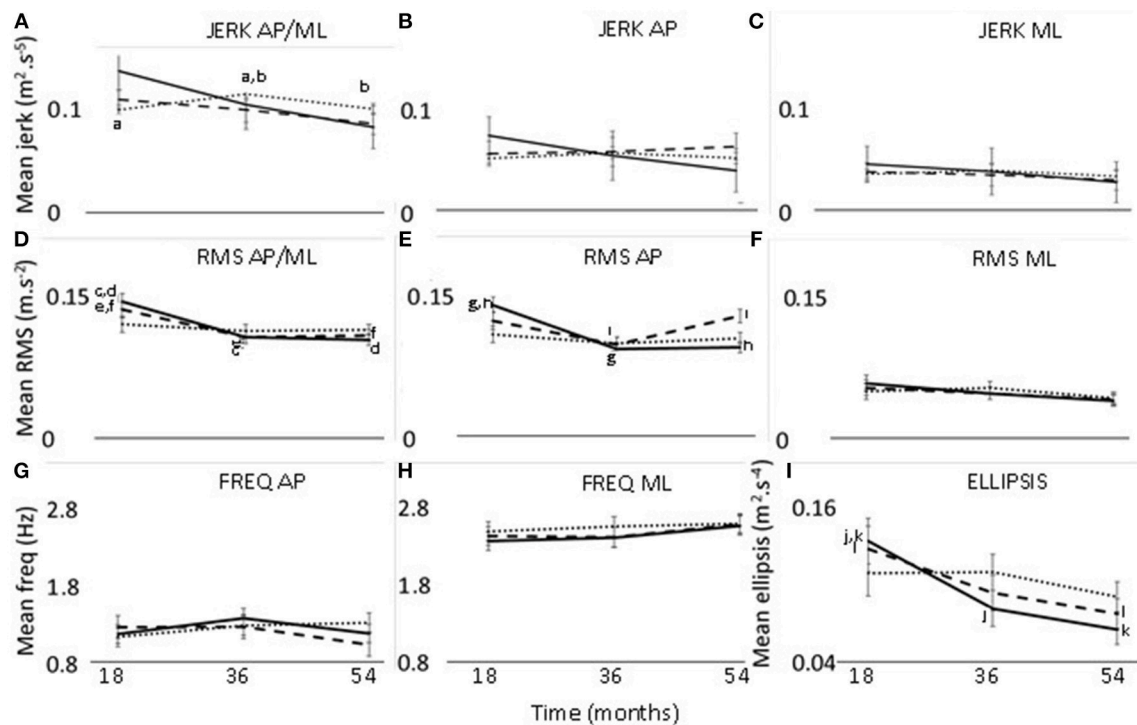 A JERK AP/ML B JERK AP C JERK ML
Mean jerk (m².s⁻⁵)
0.1 a a,b b 0.1 0.1
0 0 0
D RMS AP/ML E RMS AP F RMS ML
Mean RMS (m.s⁻²)
0.15 c,d 0.15 g,h 0.15
e,f f ı ı
c d g h
0 0 0
G FREQ AP H FREQ ML I ELLIPSIS
Mean freq (Hz)
2.8 2.8
1.8 1.8
0.8 0.8
Mean ellipsis (m².s⁻⁴)
0.16
j,k
l l
j k
0.04
18 36 54 18 36 54 18 36 54
Time (months)